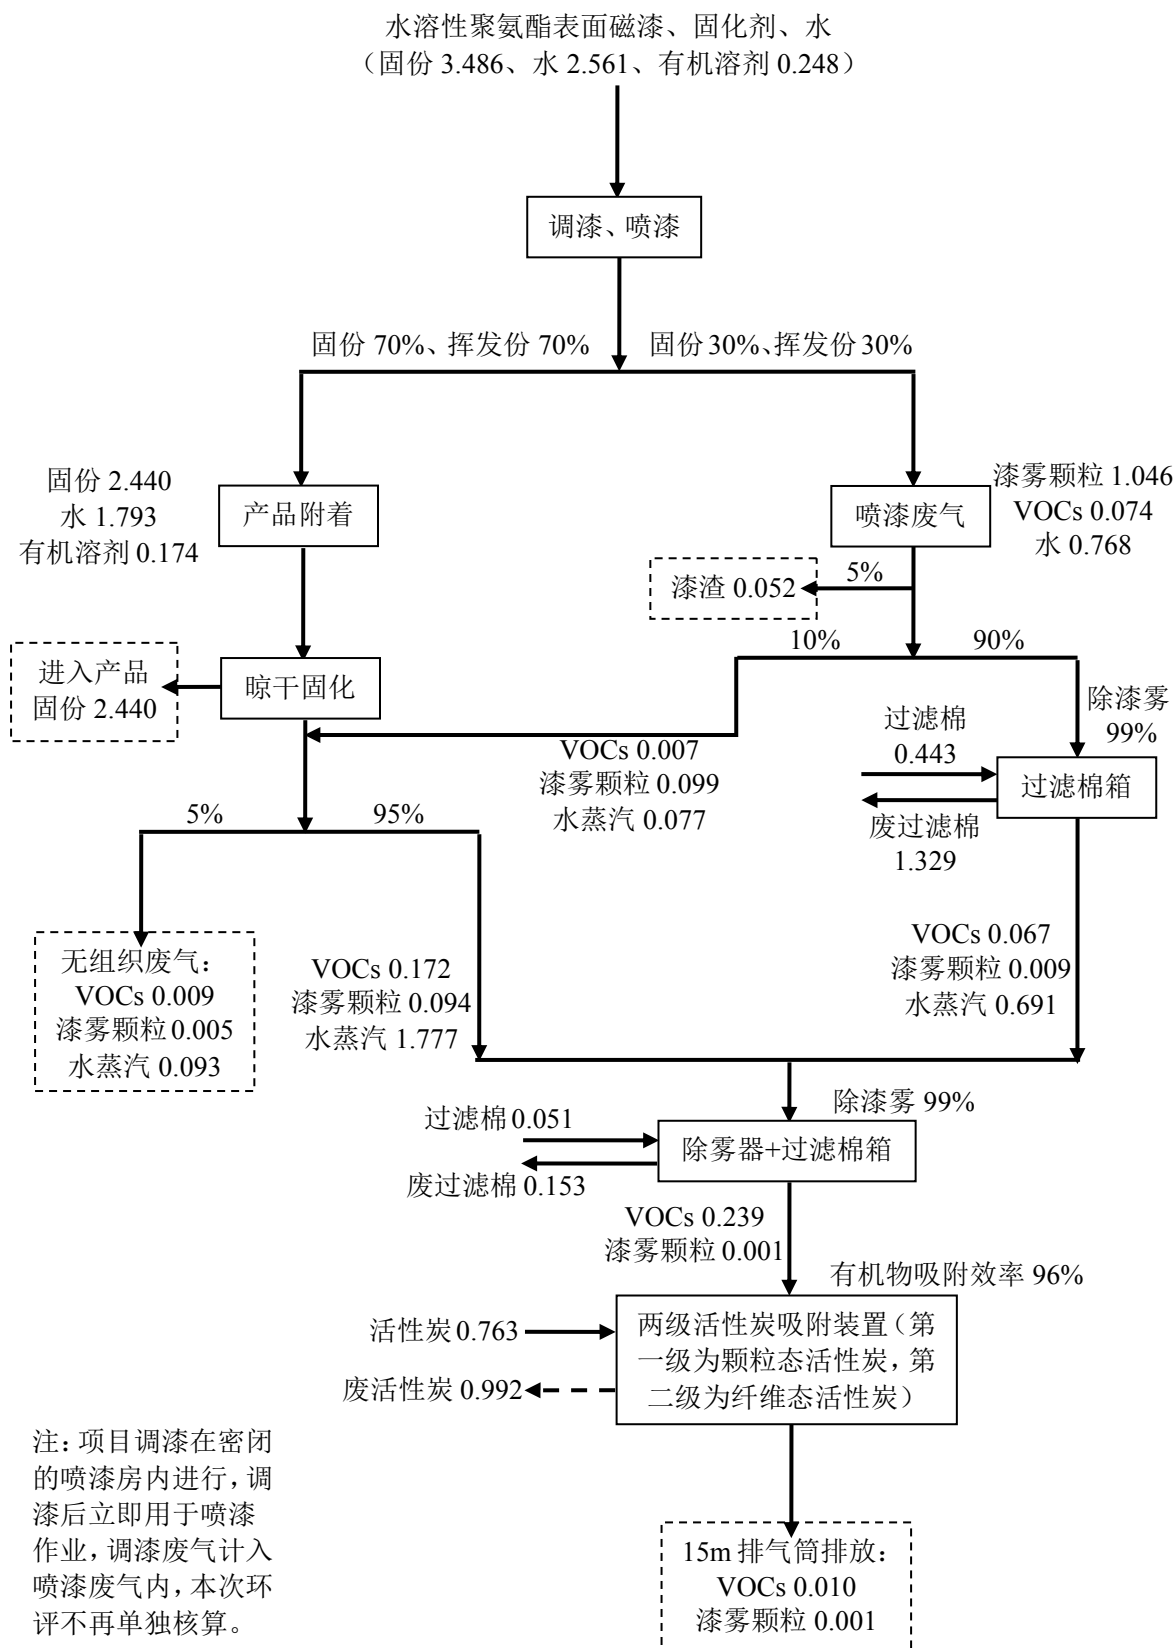 水溶性聚氨酯表面磁漆、固化剂、水
（固份 3.486、水 2.561、有机溶剂 0.248）
调漆、喷漆
固份 70%、挥发份 70%
固份 30%、挥发份 30%
固份 2.440
水 1.793
有机溶剂 0.174
产品附着
喷漆废气
漆雾颗粒 1.046
VOCs 0.074
水 0.768
漆渣 0.052
5%
10%
90%
进入产品
固份 2.440
晾干固化
除漆雾
99%
过滤棉
0.443
VOCs 0.007
漆雾颗粒 0.099
水蒸汽 0.077
过滤棉箱
废过滤棉
1.329
5%
95%
无组织废气：
VOCs 0.009
漆雾颗粒 0.005
水蒸汽 0.093
VOCs 0.172
漆雾颗粒 0.094
水蒸汽 1.777
VOCs 0.067
漆雾颗粒 0.009
水蒸汽 0.691
除漆雾 99%
过滤棉 0.051
除雾器+过滤棉箱
废过滤棉 0.153
VOCs 0.239
漆雾颗粒 0.001
有机物吸附效率 96%
活性炭 0.763
废活性炭 0.992
两级活性炭吸附装置（第
一级为颗粒态活性炭，第
二级为纤维态活性炭）
注：项目调漆在密闭
的喷漆房内进行，调
漆后立即用于喷漆
作业，调漆废气计入
喷漆废气内，本次环
评不再单独核算。
15m 排气筒排放：
VOCs 0.010
漆雾颗粒 0.001